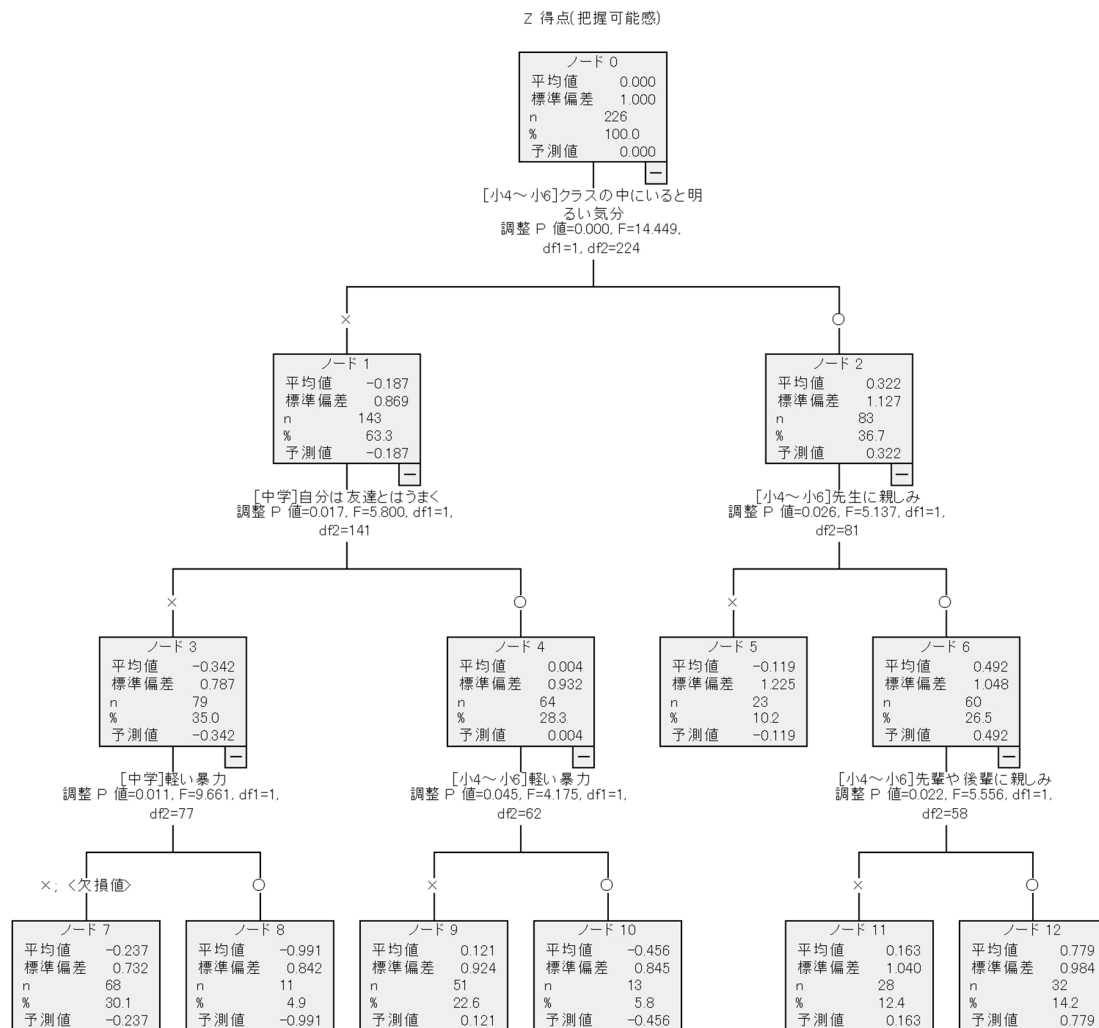 Z 得点(把握可能感)
ノード 0
平均値 0.000
標準偏差 1.000
n 226
% 100.0
予測値 0.000
[小4～小6]クラスの中にいると明
るい気分
調整 P 値=0.000, F=14.449,
df1=1, df2=224
×
○
ノード 1
平均値 -0.187
標準偏差 0.869
n 143
% 63.3
予測値 -0.187
ノード 2
平均値 0.322
標準偏差 1.127
n 83
% 36.7
予測値 0.322
[中学]自分は友達とはうまく
調整 P 値=0.017, F=5.800, df1=1,
df2=141
[小4～小6]先生に親しみ
調整 P 値=0.026, F=5.137, df1=1,
df2=81
×
○
×
○
ノード 3
平均値 -0.342
標準偏差 0.787
n 79
% 35.0
予測値 -0.342
ノード 4
平均値 0.004
標準偏差 0.932
n 64
% 28.3
予測値 0.004
ノード 5
平均値 -0.119
標準偏差 1.225
n 23
% 10.2
予測値 -0.119
ノード 6
平均値 0.492
標準偏差 1.048
n 60
% 26.5
予測値 0.492
[中学]軽い暴力
調整 P 値=0.011, F=9.661, df1=1,
df2=77
[小4～小6]軽い暴力
調整 P 値=0.045, F=4.175, df1=1,
df2=62
[小4～小6]先輩や後輩に親しみ
調整 P 値=0.022, F=5.556, df1=1,
df2=58
×; <欠損値>
○
×
○
×
○
ノード 7
平均値 -0.237
標準偏差 0.732
n 68
% 30.1
予測値 -0.237
ノード 8
平均値 -0.991
標準偏差 0.842
n 11
% 4.9
予測値 -0.991
ノード 9
平均値 0.121
標準偏差 0.924
n 51
% 22.6
予測値 0.121
ノード 10
平均値 -0.456
標準偏差 0.845
n 13
% 5.8
予測値 -0.456
ノード 11
平均値 0.163
標準偏差 1.040
n 28
% 12.4
予測値 0.163
ノード 12
平均値 0.779
標準偏差 0.984
n 32
% 14.2
予測値 0.779